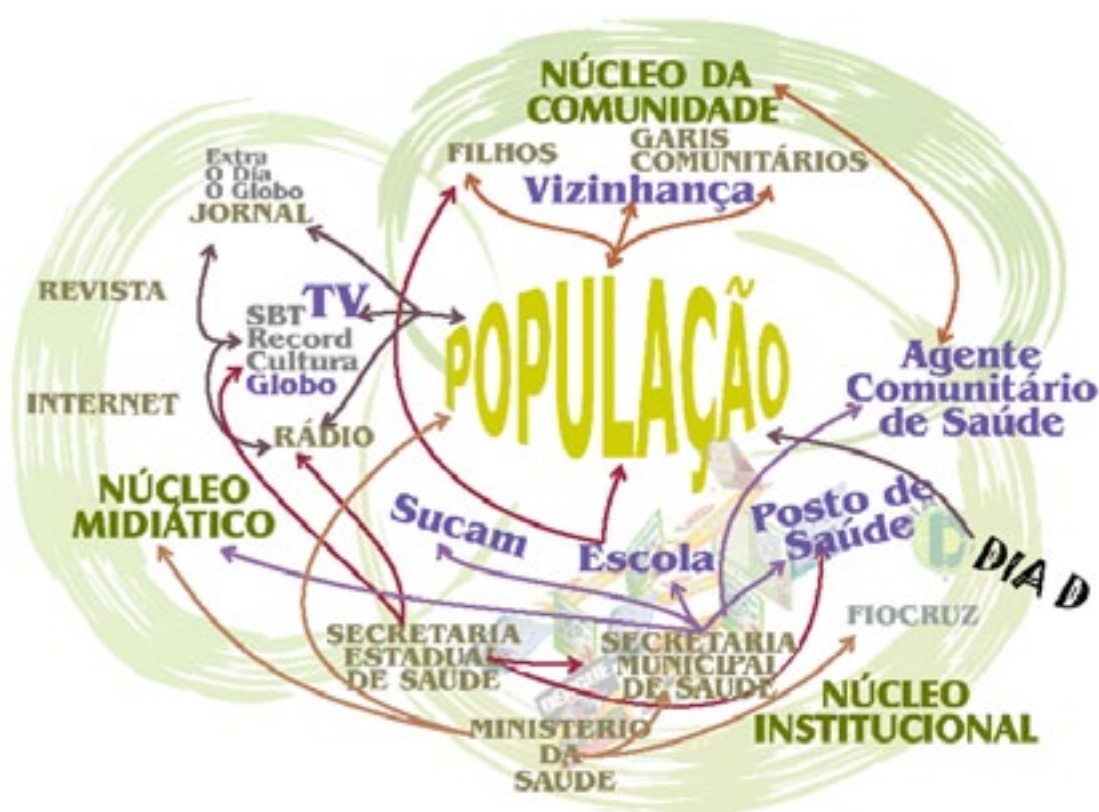 NÚCLEO DA
COMUNIDADE
FILHOS
GARIS
COMUNITÁRIOS
Vizinhança
Extra
O Dia
O Globo
JORNAL
REVISTA
TV
SBT
Record
Cultura
Globo
INTERNET
RÁDIO
NÚCLEO
MIDIÁTICO
POPULAÇÃO
Agente
Comunitário
de Saúde
Sucam
Escola
Posto de
Saúde
DIA D
D
FIOCRUZ
SECRETARIA
ESTADUAL
DE SAÚDE
SECRETARIA
MUNICIPAL
DE SAÚDE
NÚCLEO
INSTITUCIONAL
MINISTÉRIO
DA
SAÚDE